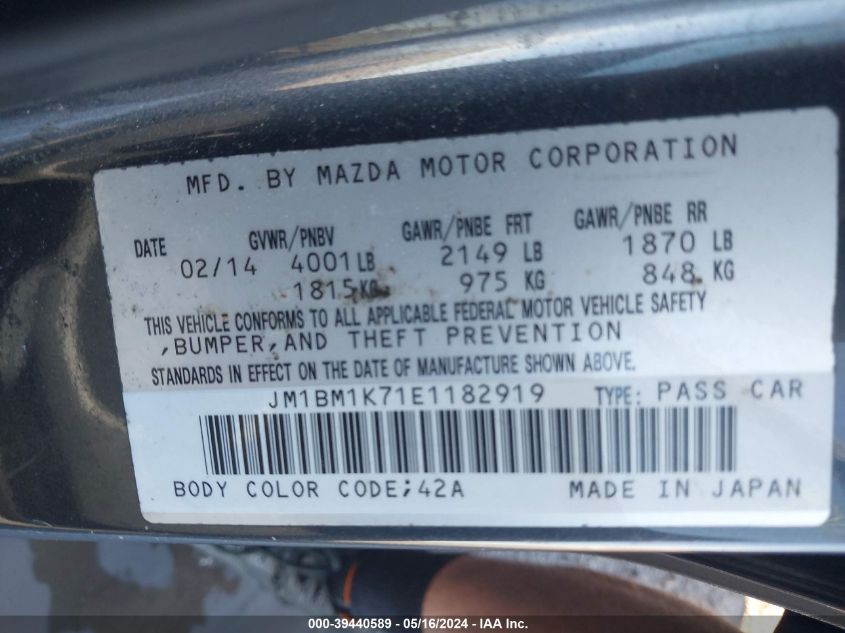 MFD. BY MAZDA MOTOR CORPORATION
DATE GVWR/PNBV GAWR/PNBE FRT GAWR/PNBE RR
02/14 4001 LB 2149 LB 1870 LB
1815 KG 975 KG 848 KG
THIS VEHICLE CONFORMS TO ALL APPLICABLE FEDERAL MOTOR VEHICLE SAFETY
,BUMPER,AND THEFT PREVENTION
STANDARDS IN EFFECT ON THE DATE OF MANUFACTURE SHOWN ABOVE.
JM1BM1K71E1182919 TYPE: PASS CAR
BODY COLOR CODE;42A MADE IN JAPAN
000-39440589 - 05/16/2024 - IAA Inc.